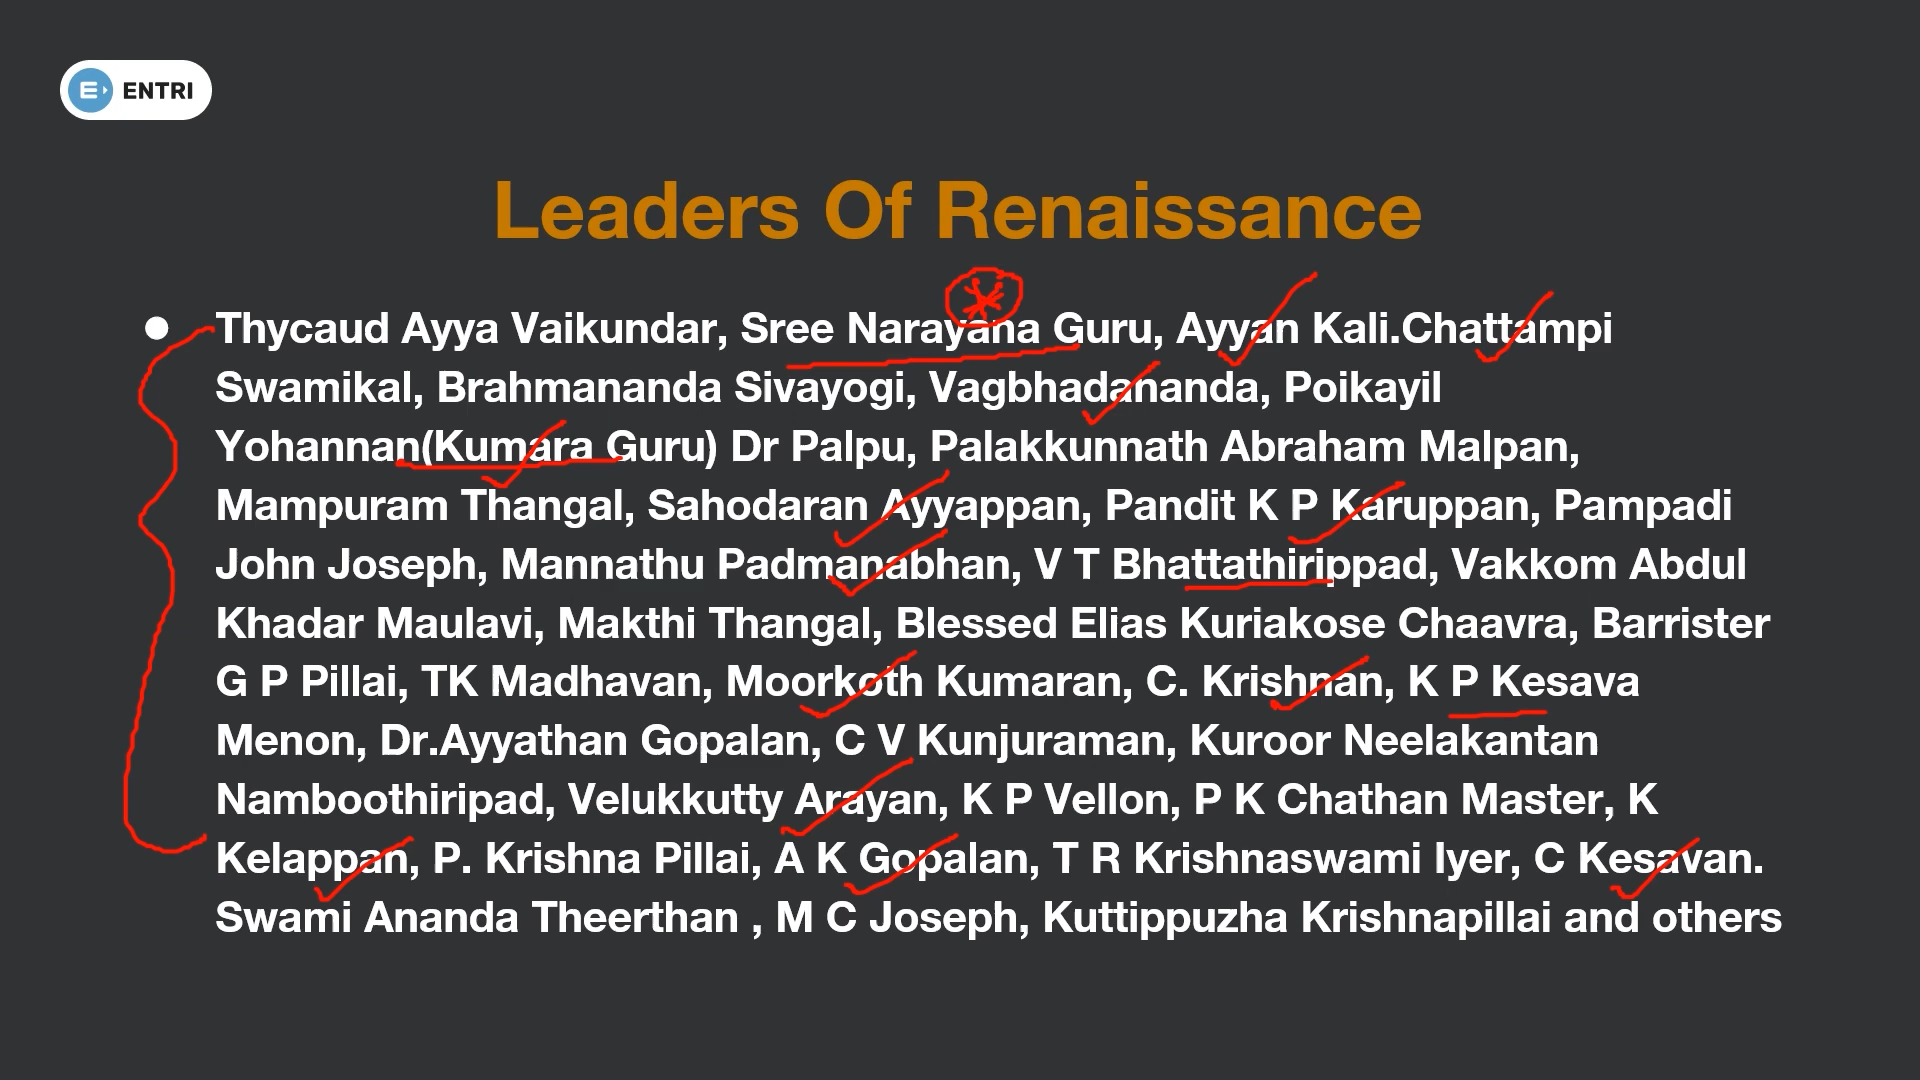 ENTRI
Leaders Of Renaissance
Thycaud Ayya Vaikundar, Sree Narayana Guru, Ayyan Kali.Chattampi
Swamikal, Brahmananda Sivayogi, Vagbhadananda, Poikayil
Yohannan(Kumara Guru) Dr Palpu, Palakkunnath Abraham Malpan,
Mampuram Thangal, Sahodaran Ayyappan, Pandit K P Karuppan, Pampadi
John Joseph, Mannathu Padmanabhan, V T Bhattathirippad, Vakkom Abdul
Khadar Maulavi, Makthi Thangal, Blessed Elias Kuriakose Chaavra, Barrister
G P Pillai, TK Madhavan, Moorkoth Kumaran, C. Krishnan, K P Kesava
Menon, Dr.Ayyathan Gopalan, C V Kunjuraman, Kuroor Neelakantan
Namboothiripad, Velukkutty Arayan, K P Vellon, P K Chathan Master, K
Kelappan, P. Krishna Pillai, A K Gopalan, T R Krishnaswami Iyer, C Kesavan.
Swami Ananda Theerthan , M C Joseph, Kuttippuzha Krishnapillai and others